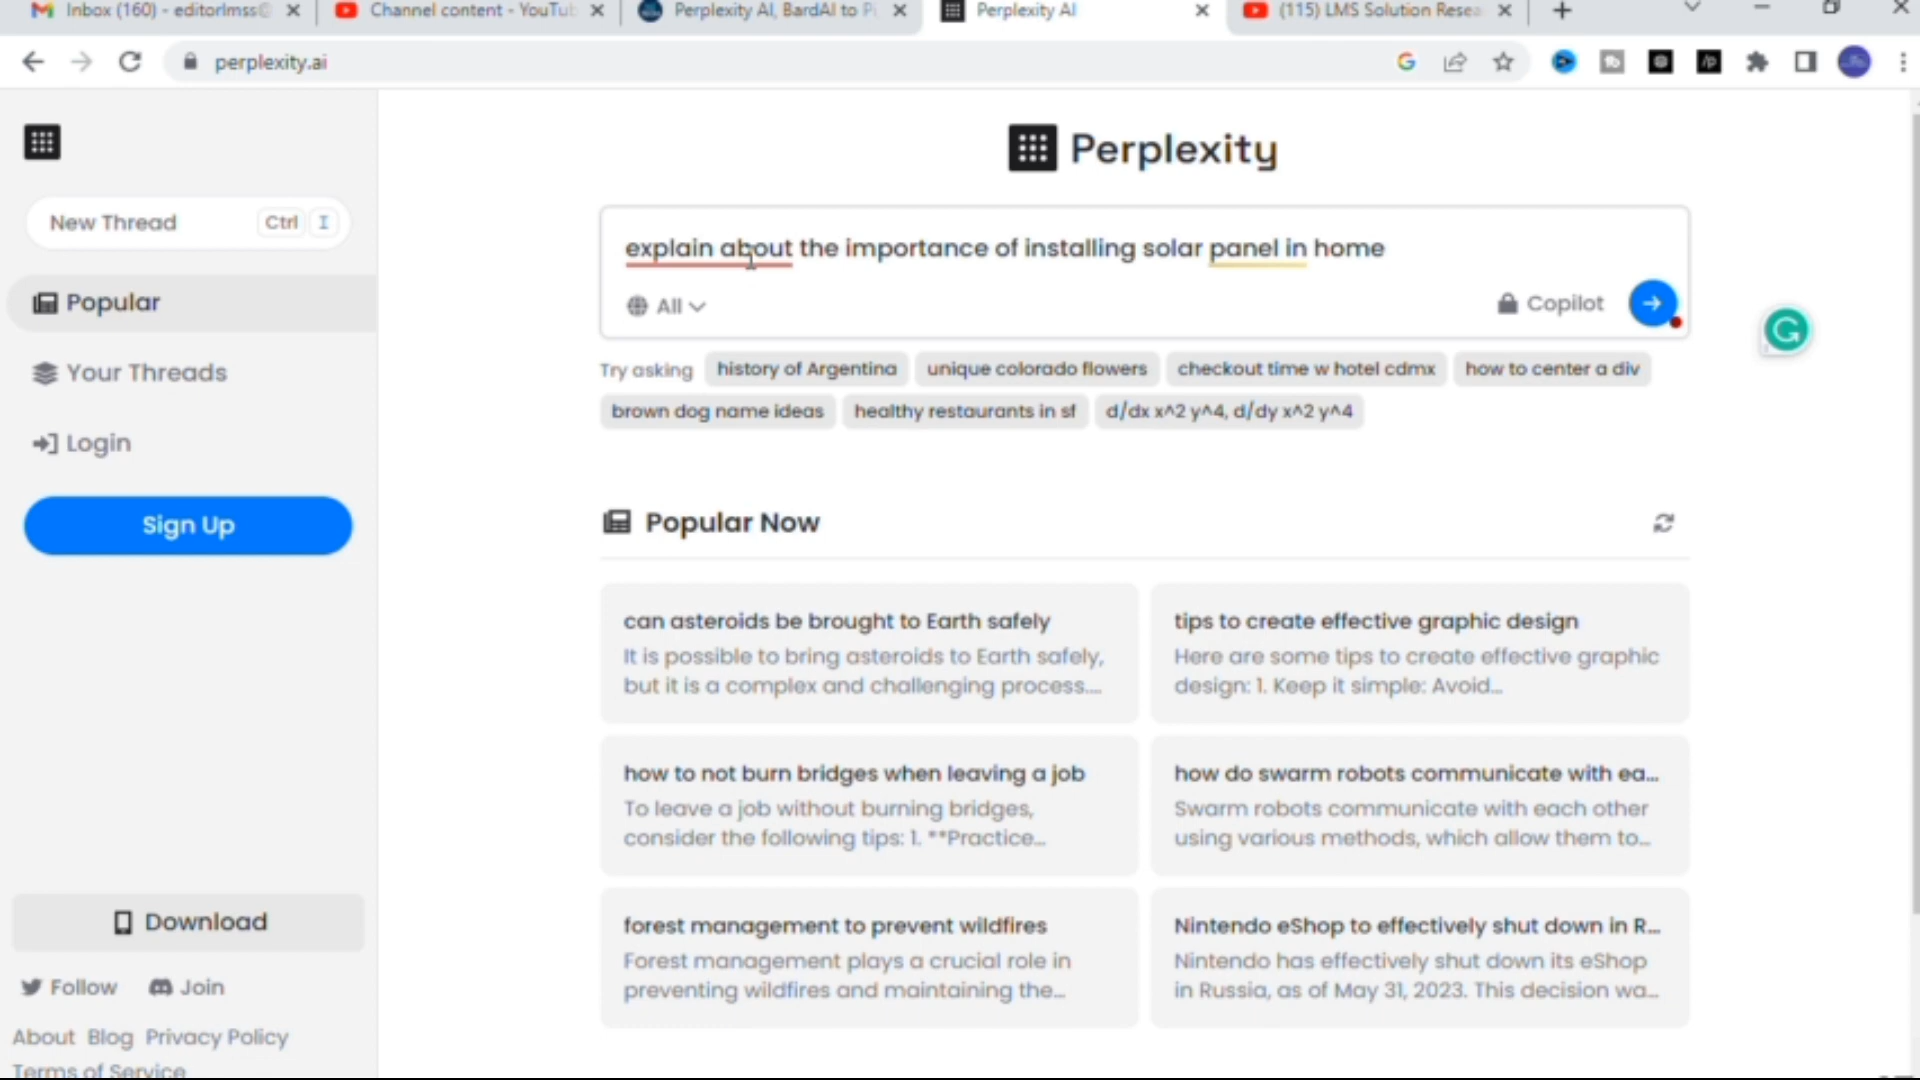 Inbox (160) - editorlmss
Channel content - YouTub
Perplexity AI, BardAI to Pi
Perplexity AI
(115) LMS Solution Resea
perplexity.ai
Perplexity
New Thread Ctrl I
explain about the importance of installing solar panel in home
All
Copilot
Popular
Try asking history of Argentina unique colorado flowers checkout time w hotel cdmx how to center a div
Your Threads
brown dog name ideas healthy restaurants in sf d/dx x^2 y^4, d/dy x^2 y^4
Login
Sign Up
Popular Now
can asteroids be brought to Earth safely
It is possible to bring asteroids to Earth safely,
but it is a complex and challenging process....
tips to create effective graphic design
Here are some tips to create effective graphic
design: 1. Keep it simple: Avoid...
how to not burn bridges when leaving a job
To leave a job without burning bridges,
consider the following tips: 1. **Practice...
how do swarm robots communicate with ea...
Swarm robots communicate with each other
using various methods, which allow them to...
forest management to prevent wildfires
Forest management plays a crucial role in
preventing wildfires and maintaining the...
Nintendo eShop to effectively shut down in R...
Nintendo has effectively shut down its eShop
in Russia, as of May 31, 2023. This decision wa...
Download
Follow Join
About Blog Privacy Policy
Terms of Service